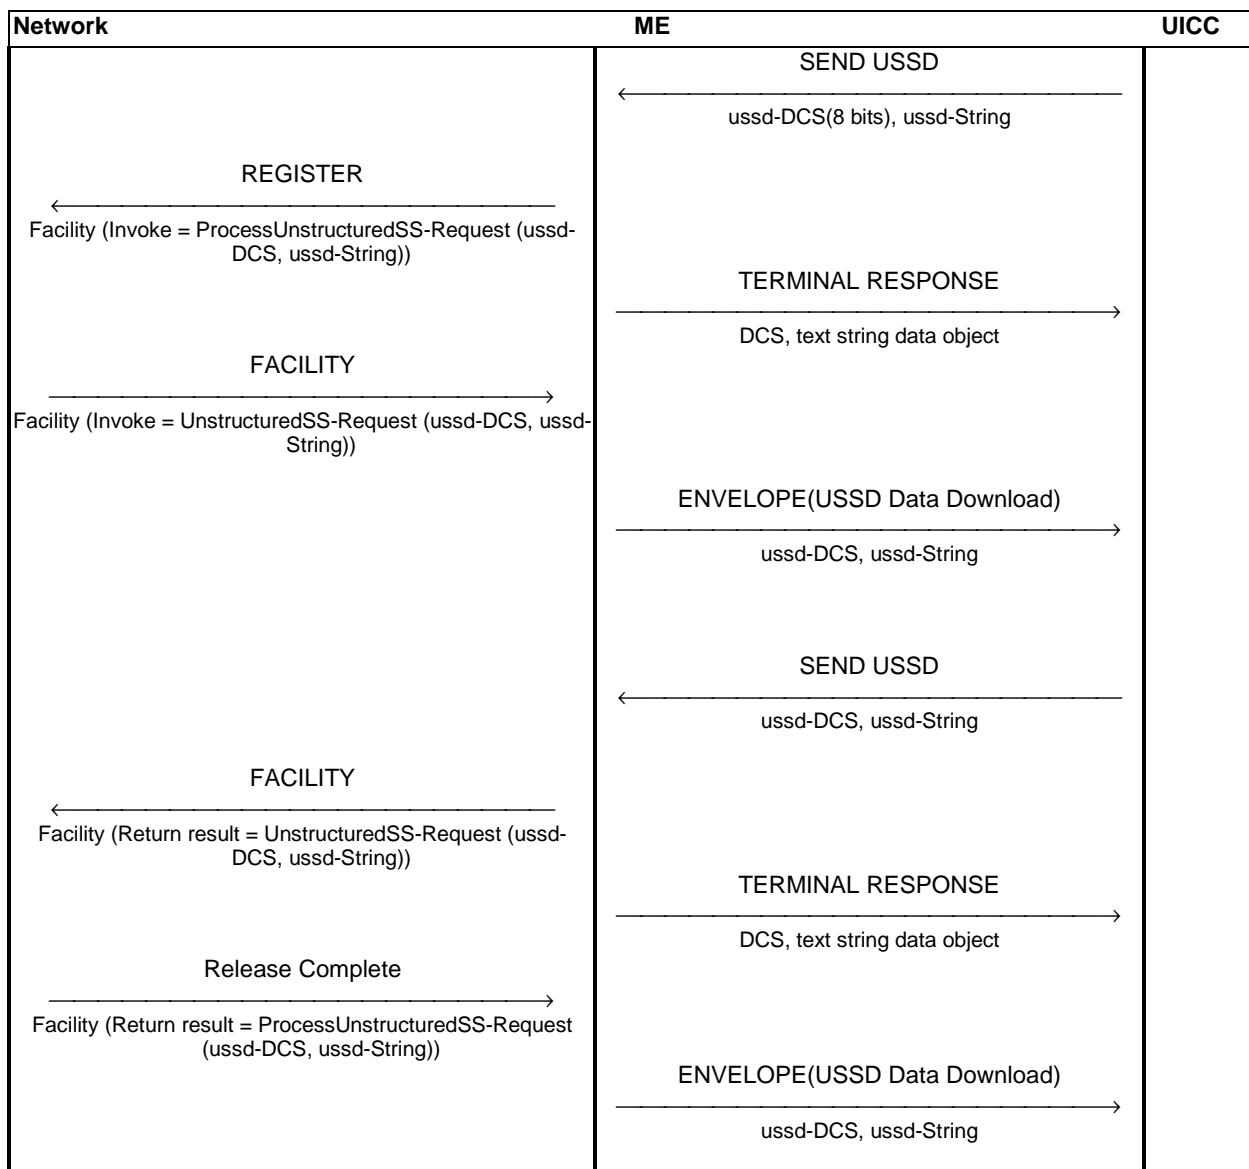 Network ME UICC
SEND USSD
ussd-DCS(8 bits), ussd-String
REGISTER
Facility (Invoke = ProcessUnstructuredSS-Request (ussd-
DCS, ussd-String))
TERMINAL RESPONSE
DCS, text string data object
FACILITY
Facility (Invoke = UnstructuredSS-Request (ussd-DCS, ussd-
String))
ENVELOPE(USSD Data Download)
ussd-DCS, ussd-String
SEND USSD
ussd-DCS, ussd-String
FACILITY
Facility (Return result = UnstructuredSS-Request (ussd-
DCS, ussd-String))
TERMINAL RESPONSE
DCS, text string data object
Release Complete
Facility (Return result = ProcessUnstructuredSS-Request
(ussd-DCS, ussd-String))
ENVELOPE(USSD Data Download)
ussd-DCS, ussd-String